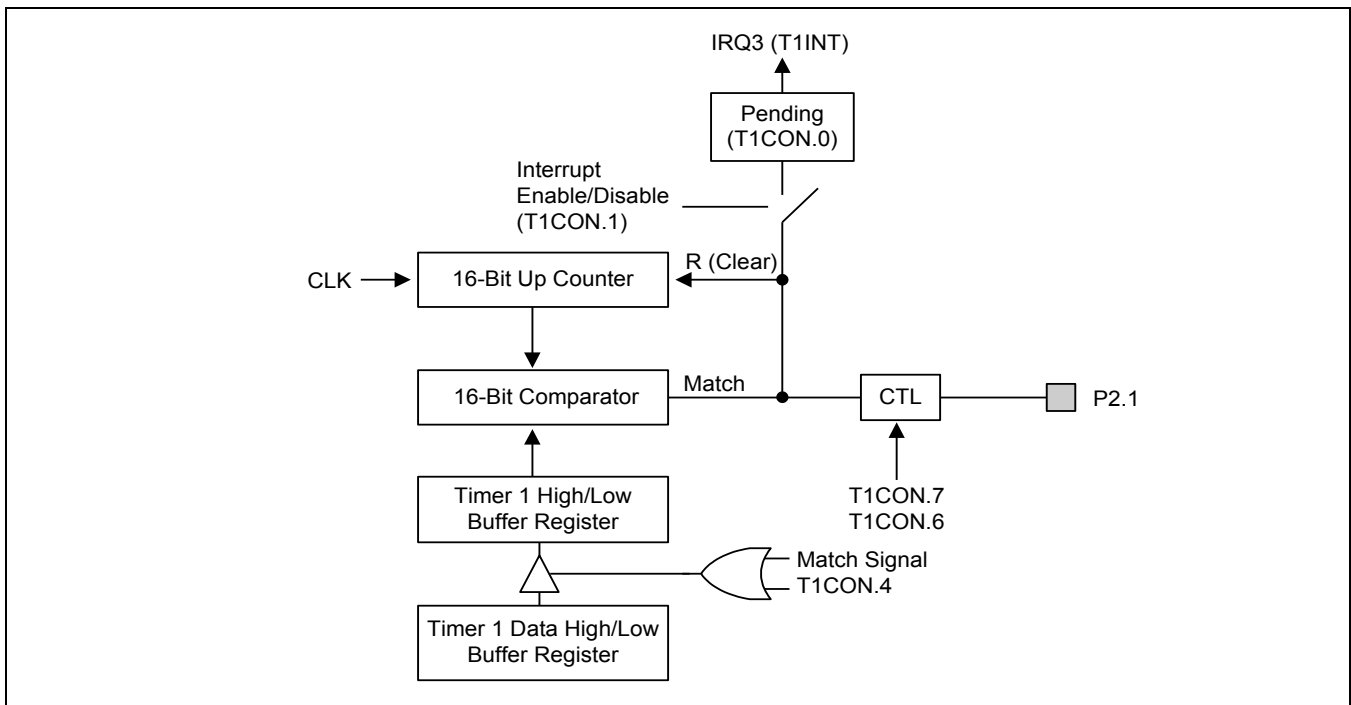 IRQ3 (T1INT)
Pending
(T1CON.0)
Interrupt
Enable/Disable
(T1CON.1)
R (Clear)
CLK
16-Bit Up Counter
16-Bit Comparator
Match
CTL
P2.1
Timer 1 High/Low
Buffer Register
T1CON.7
T1CON.6
Match Signal
T1CON.4
Timer 1 Data High/Low
Buffer Register